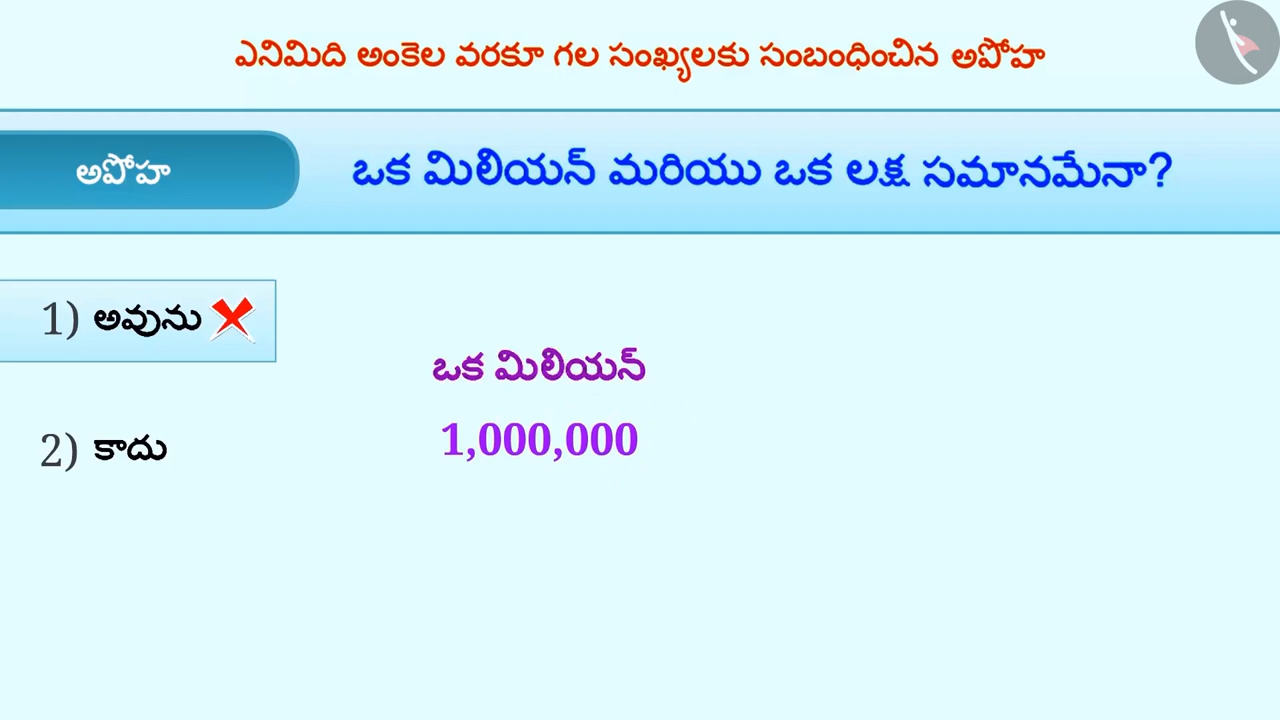 ఎనిమిది అంకెల వరకూ గల సంఖ్యలకు సంబంధించిన అపోహ
అపోహ
ఒక మిలియన్ మరియు ఒక లక్ష సమానమేనా?
1) అవును
ఒక మిలియన్
1,000,000
2) కాదు